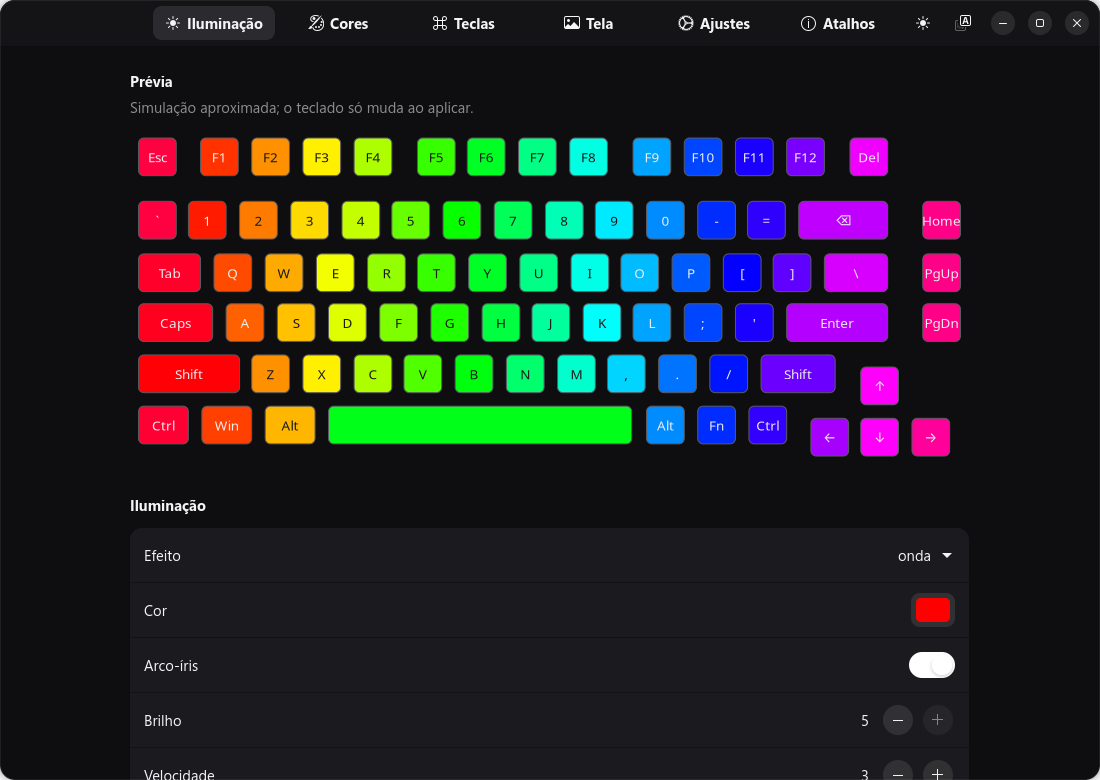 Iluminação Cores Teclas Tela Ajustes Atalhos A
Prévia
Simulação aproximada; o teclado só muda ao aplicar.
Esc F1 F2 F3 F4 F5 F6 F7 F8 F9 F10 F11 F12 Del
` 1 2 3 4 5 6 7 8 9 0 - = ⌫ Home
Tab Q W E R T Y U I O P [ ] \ PgUp
Caps A S D F G H J K L ; ' Enter PgDn
Shift Z X C V B N M , . / Shift ↑
Ctrl Win Alt Alt Fn Ctrl ← ↓ →
Iluminação
Efeito onda
Cor
Arco-íris
Brilho 5 − +
Velocidade 3 − +